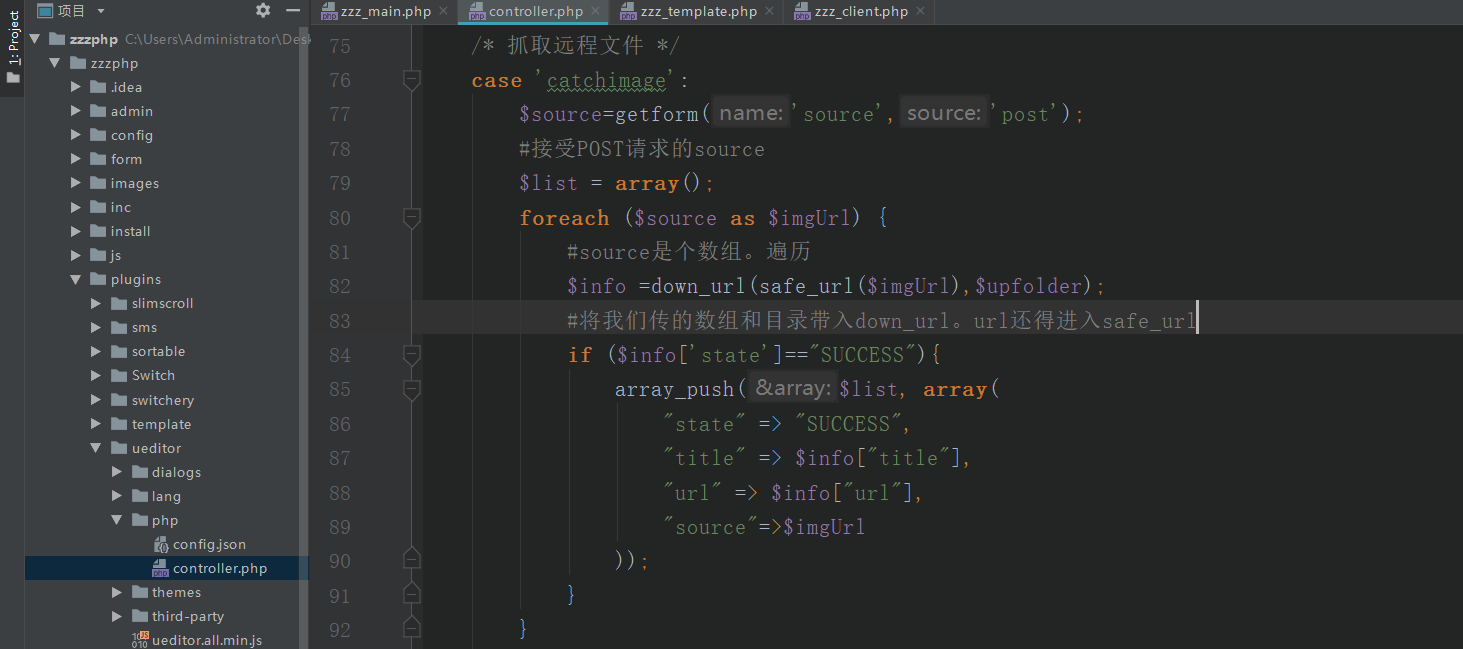 1: Project
项目
zzzphp C:\Users\Administrator\Des
zzzphp
.idea
admin
config
form
images
inc
install
js
plugins
slimscroll
sms
sortable
Switch
switchery
template
ueditor
dialogs
lang
php
config.json
controller.php
themes
third-party
ueditor.all.min.js
zzz_main.php
controller.php
zzz_template.php
zzz_client.php
75 /* 抓取远程文件 */
76 case 'catchimage':
77 $source=getform( name: 'source', source: 'post');
78 #接受POST请求的source
79 $list = array();
80 foreach ($source as $imgUrl) {
81 #source是个数组。遍历
82 $info =down_url(safe_url($imgUrl),$upfolder);
83 #将我们传的数组和目录带入down_url。url还得进入safe_url
84 if ($info['state']=="SUCCESS"){
85 array_push( &array: $list, array(
86 "state" => "SUCCESS",
87 "title" => $info["title"],
88 "url" => $info["url"],
89 "source"=>$imgUrl
90 ));
91 }
92 }